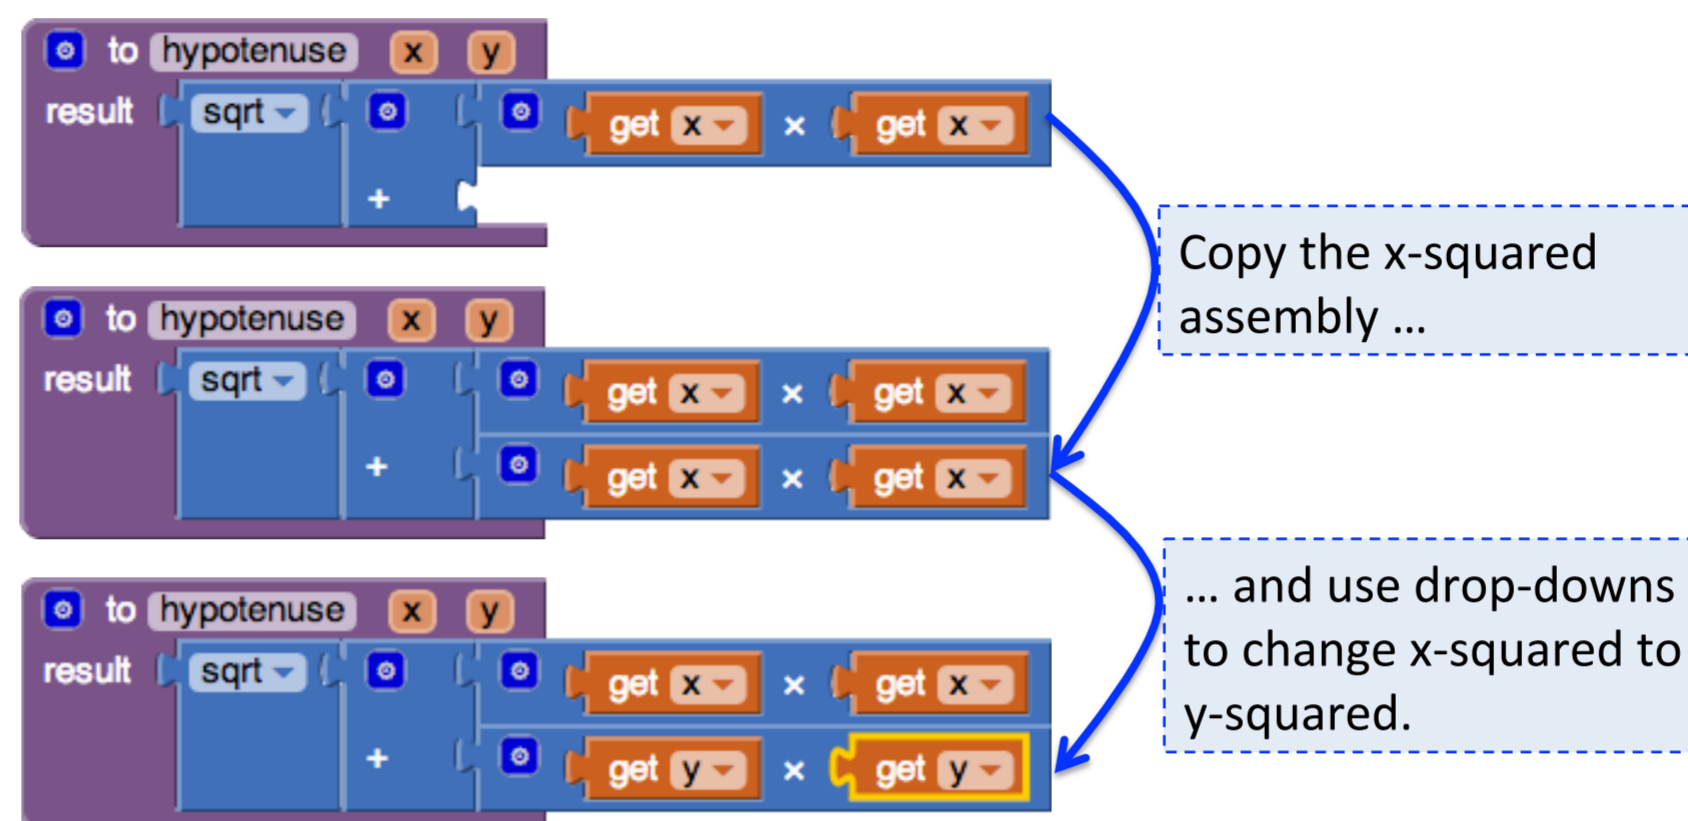 to hypotenuse x y
result sqrt get x × get x
+
Copy the x-squared
assembly ...
to hypotenuse x y
result sqrt get x × get x
+ get x × get x
... and use drop-downs
to change x-squared to
y-squared.
to hypotenuse x y
result sqrt get x × get x
+ get y × get y